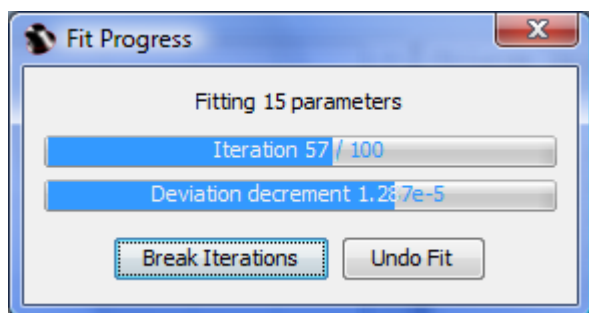 Fit Progress
Fitting 15 parameters
Iteration 57 / 100
Deviation decrement 1.287e-5
Break Iterations Undo Fit